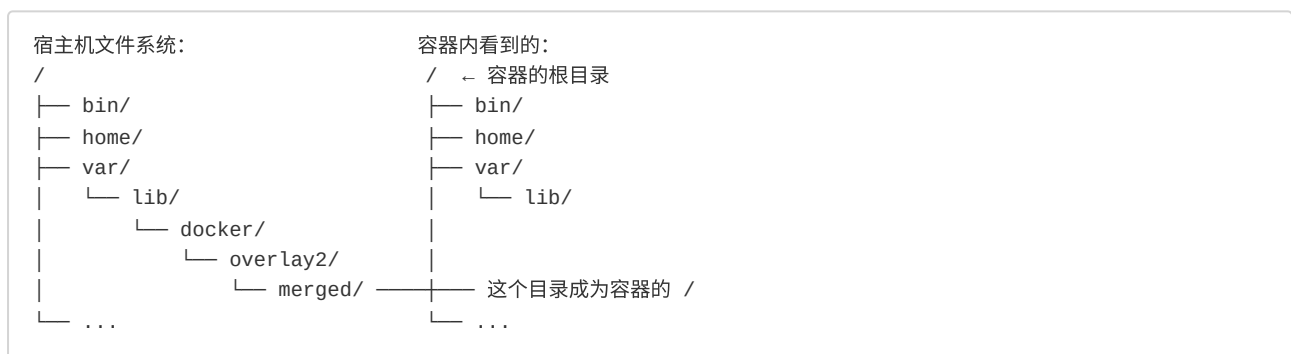 宿主机文件系统：                   容器内看到的：
/                                /  ← 容器的根目录
├── bin/                         ├── bin/
├── home/                        ├── home/
├── var/                         ├── var/
│   └── lib/                     │   └── lib/
│       └── docker/              │
│           └── overlay2/        │
│               └── merged/ ─────┼─── 这个目录成为容器的 /
└── ...                          └── ...